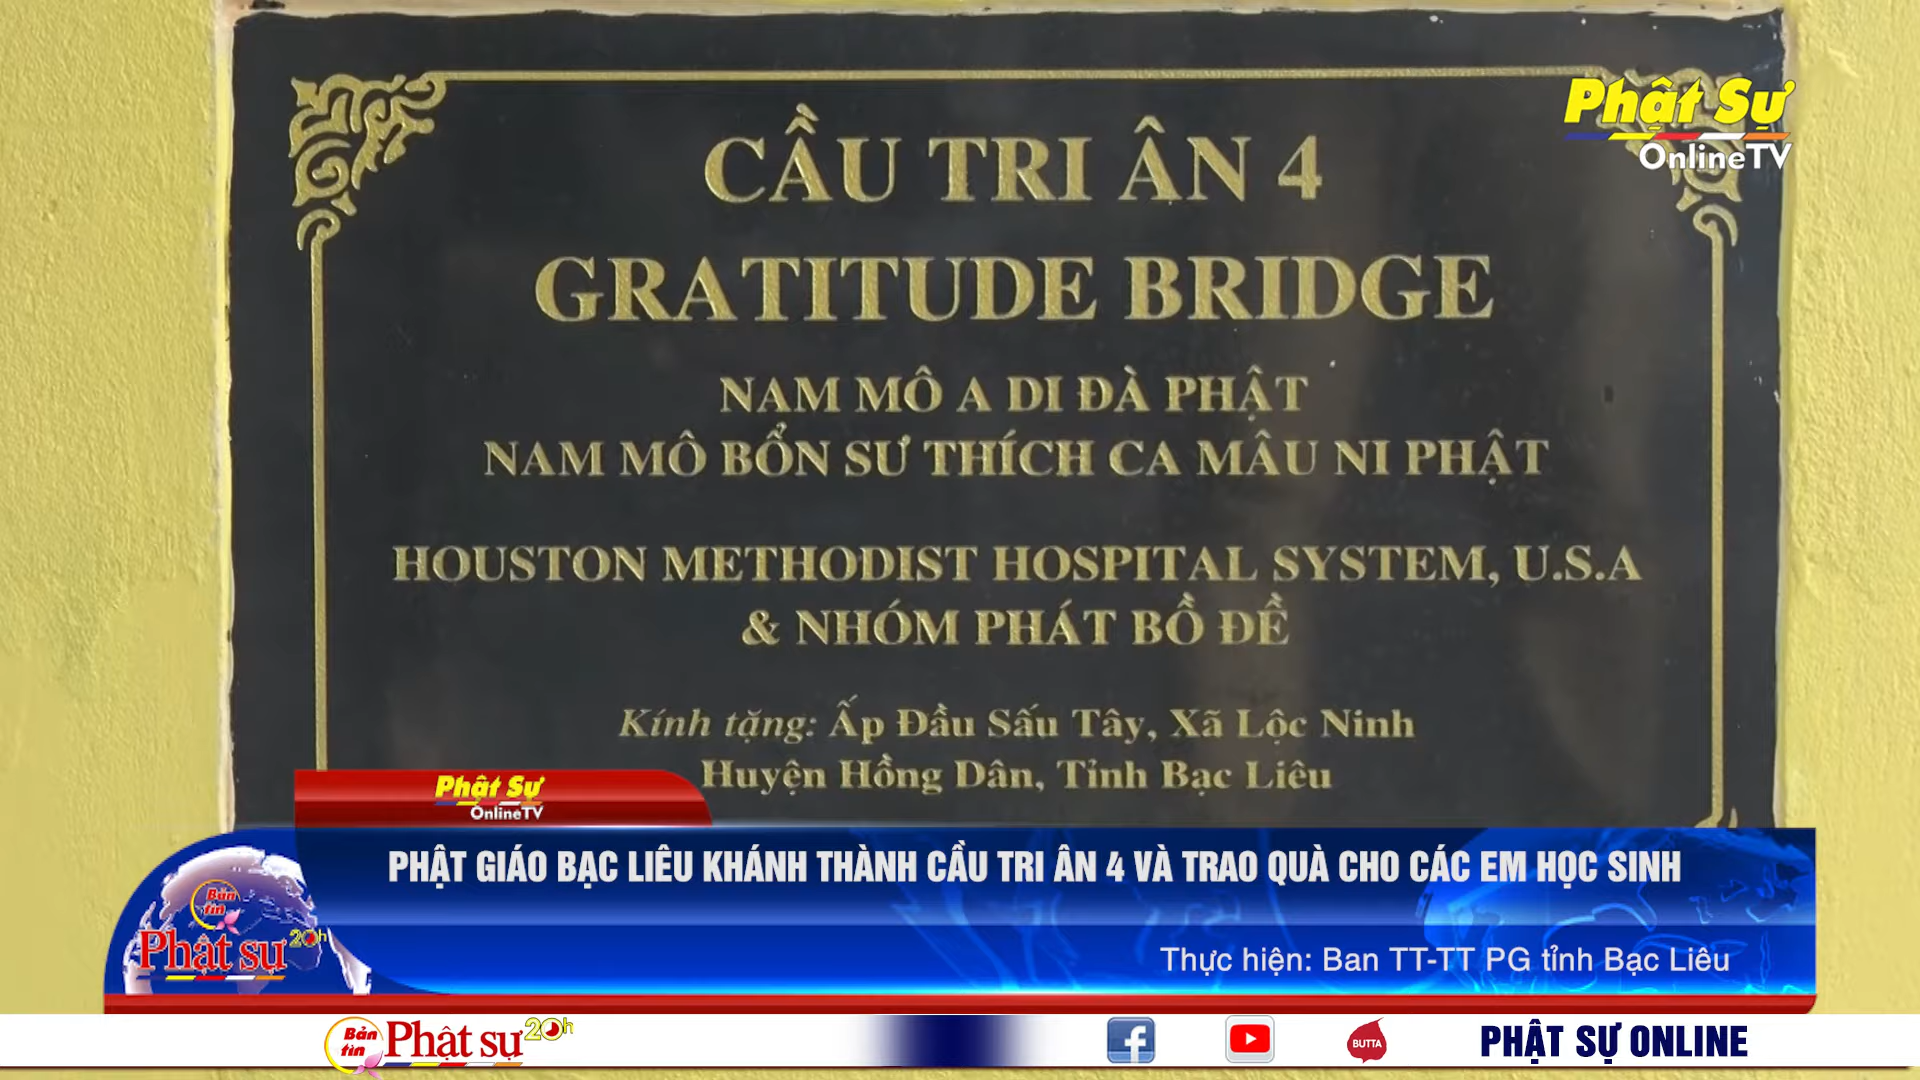 Phật Sự
OnlineTV
CẦU TRI ÂN 4
GRATITUDE BRIDGE
NAM MÔ A DI ĐÀ PHẬT
NAM MÔ BỔN SƯ THÍCH CA MÂU NI PHẬT
HOUSTON METHODIST HOSPITAL SYSTEM, U.S.A
& NHÓM PHÁT BỒ ĐỀ
Kính tặng: Ấp Đầu Sấu Tây, Xã Lộc Ninh
Huyện Hồng Dân, Tỉnh Bạc Liêu
Phật Sự
OnlineTV
PHẬT GIÁO BẠC LIÊU KHÁNH THÀNH CẦU TRI ÂN 4 VÀ TRAO QUÀ CHO CÁC EM HỌC SINH
Bản
tin
Phật sự 20h
Thực hiện: Ban TT-TT PG tỉnh Bạc Liêu
Bản
tin
Phật sự 20h
BUTTA
PHẬT SỰ ONLINE